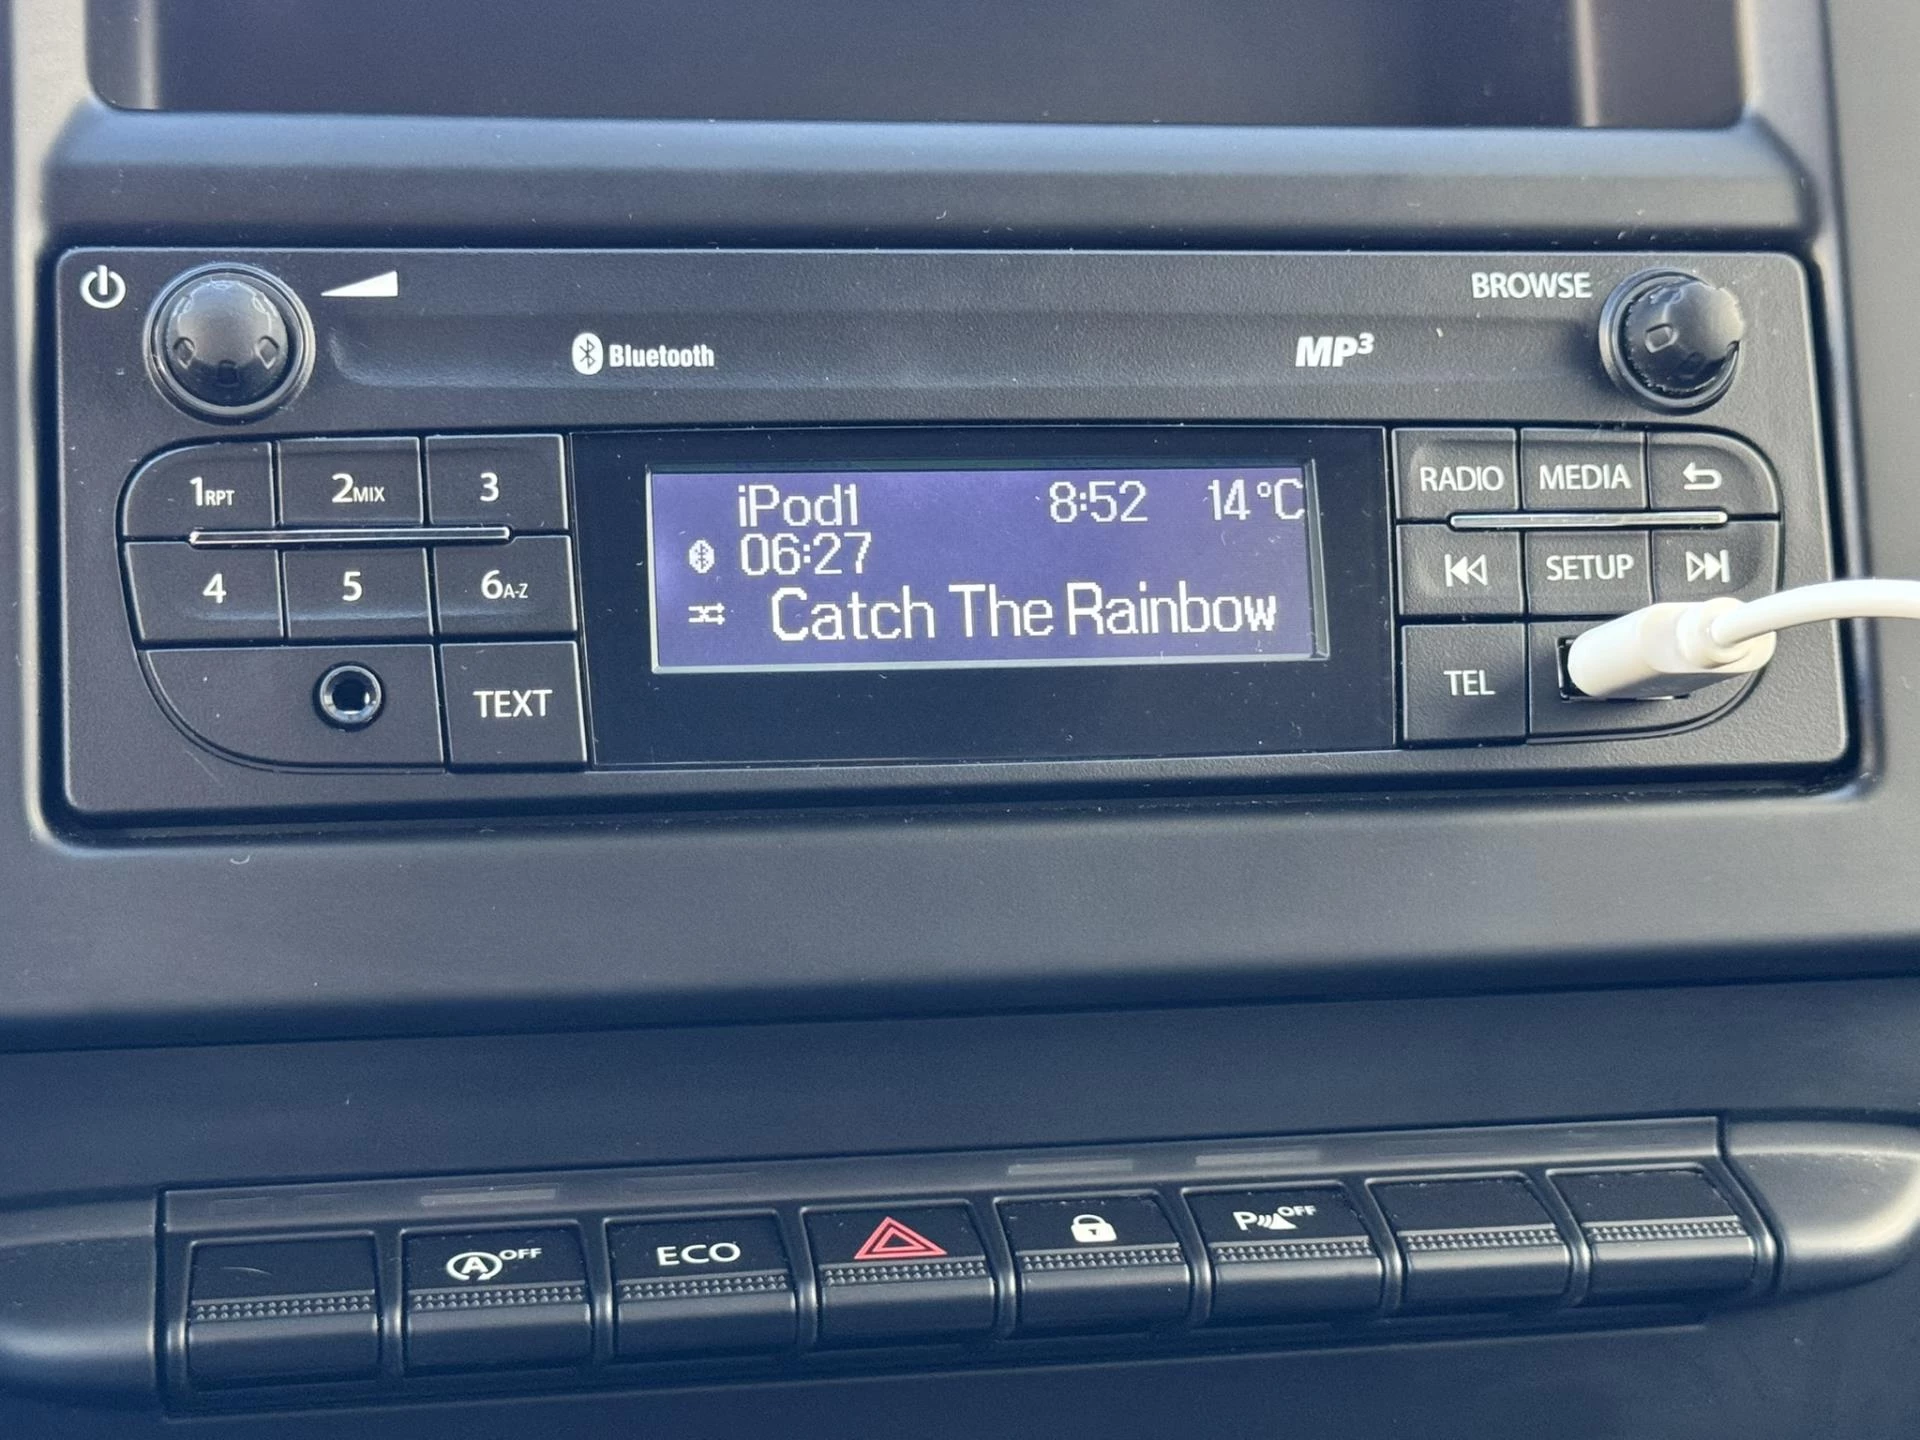 BROWSE
Bluetooth
MP3
1RPT 2MIX 3
4 5 6A-Z
TEXT
iPod1 8:52 14°C
06:27
Catch The Rainbow
RADIO MEDIA
SETUP
TEL
A OFF
ECO
P OFF